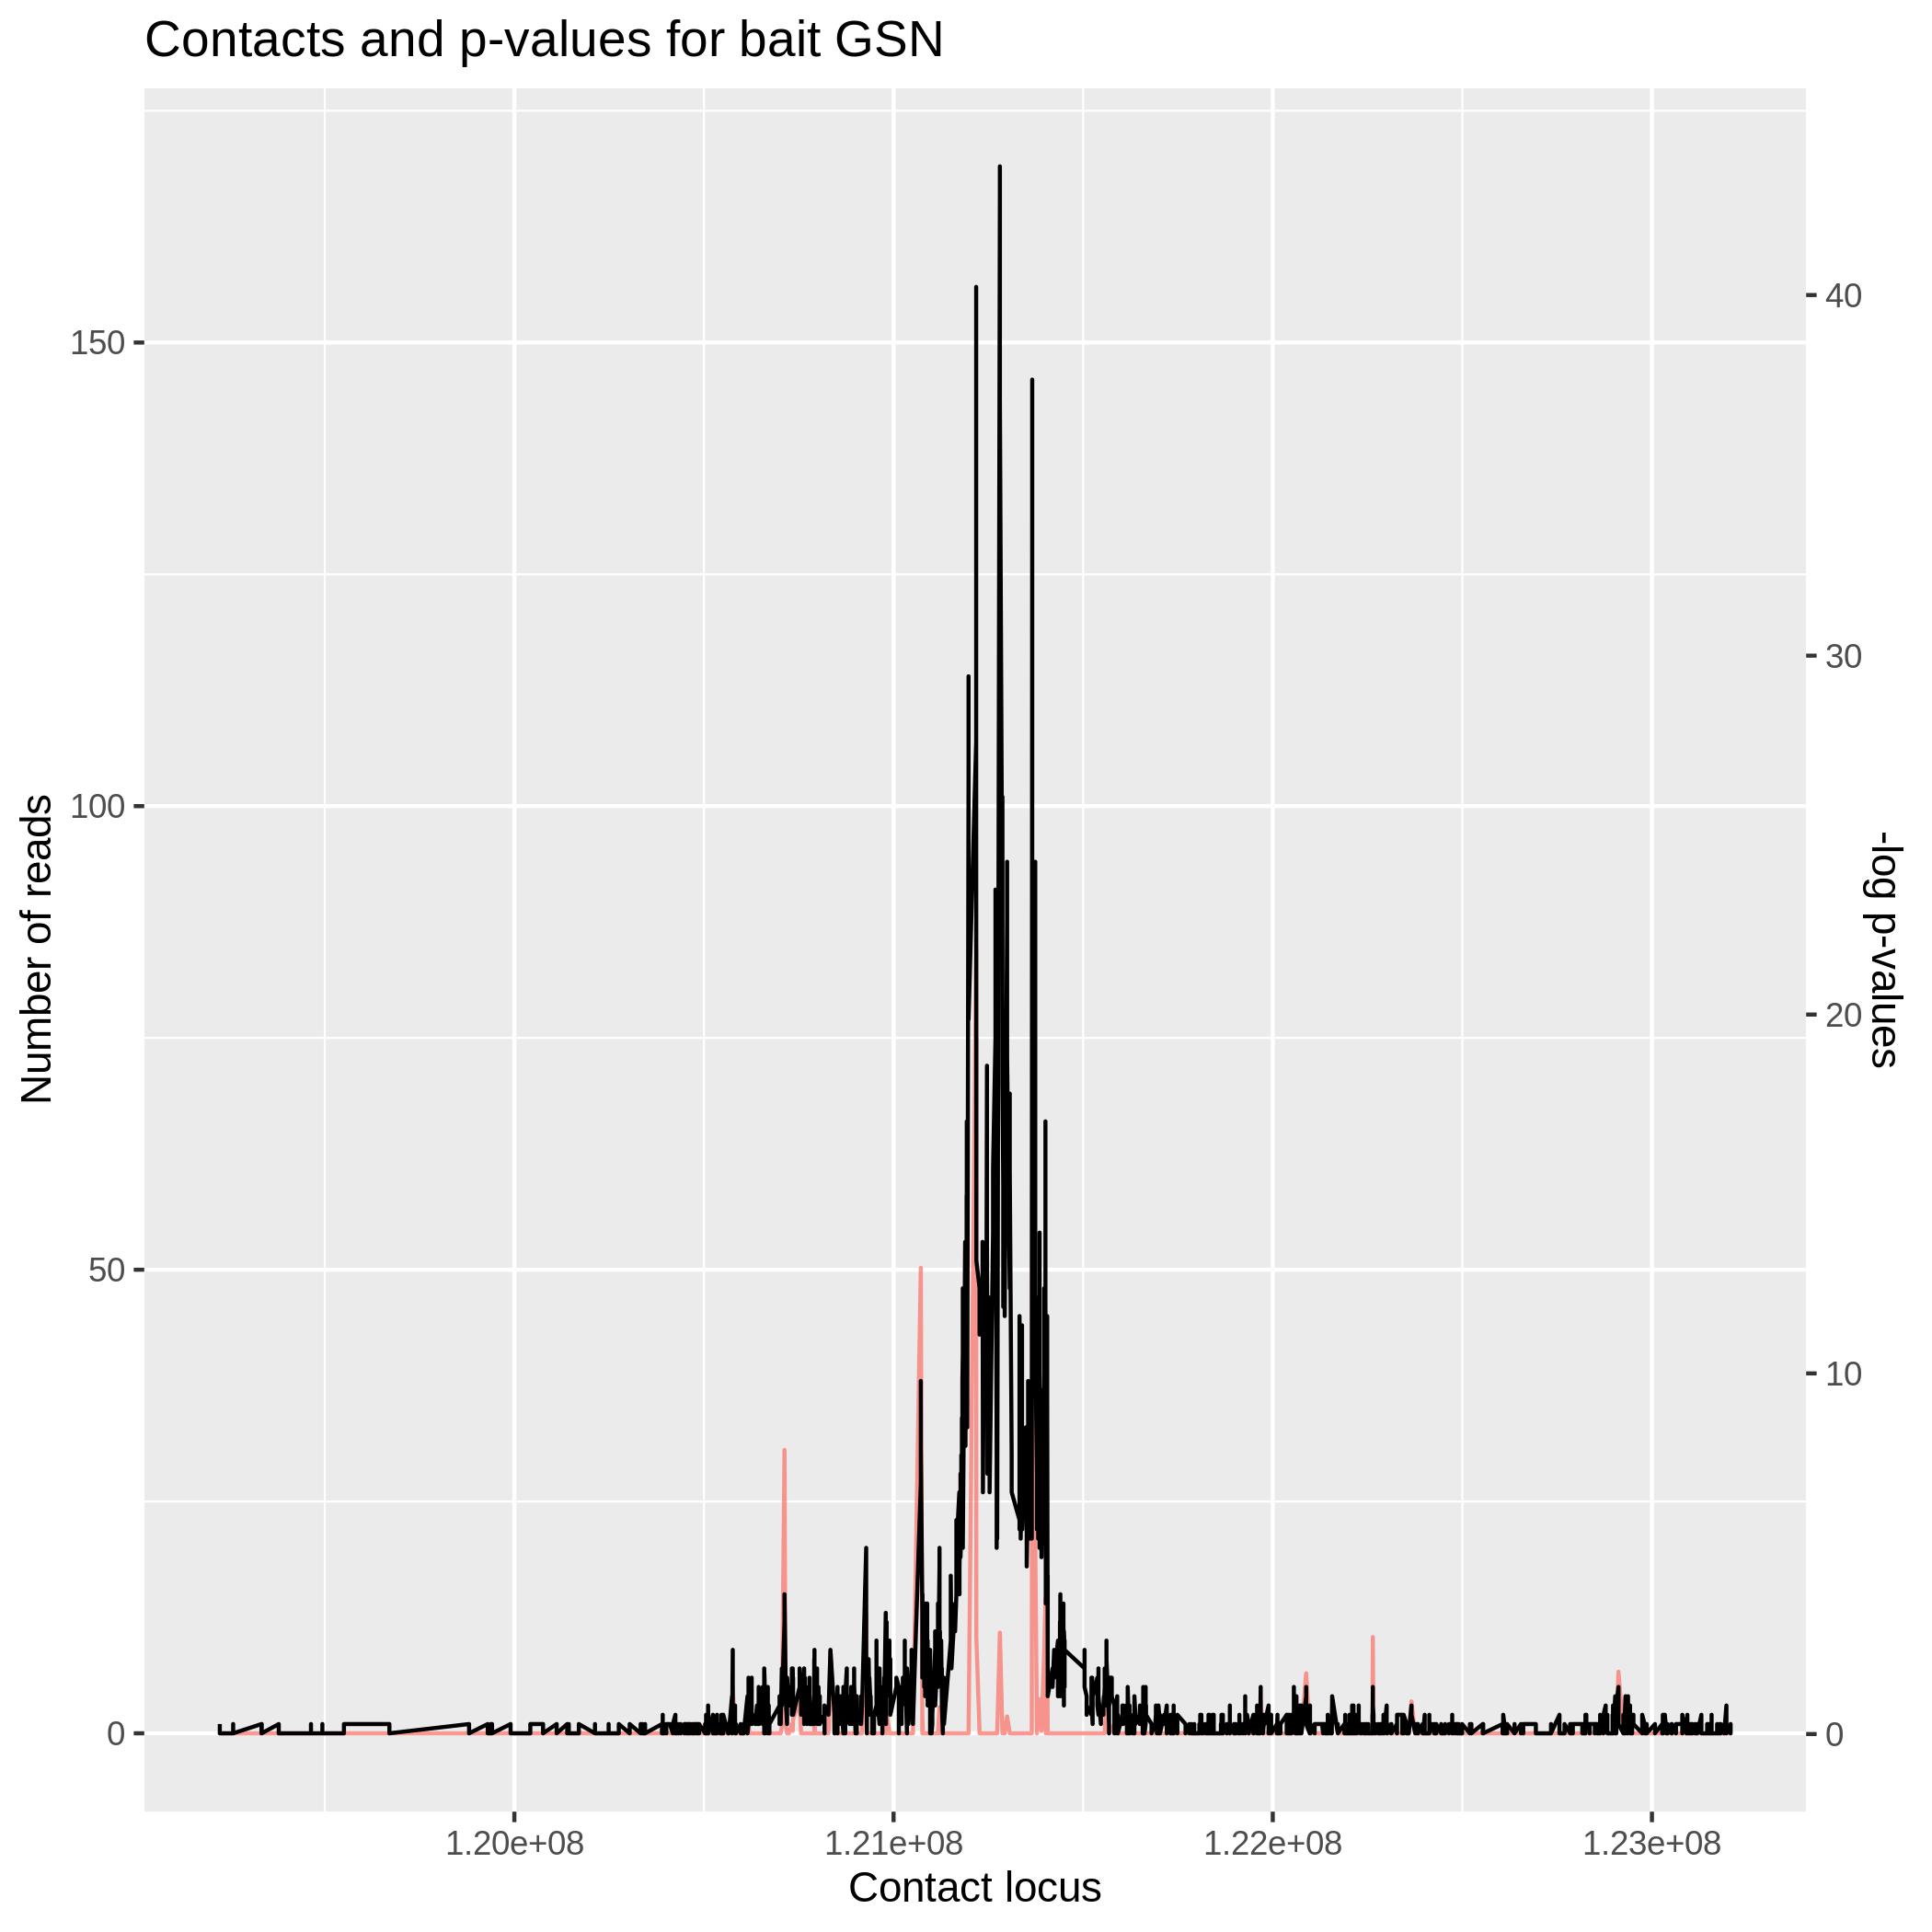 Contacts and p-values for bait GSN
Number of reads
150
100
50
0
40
30
20
10
0
-log p-values
1.20e+08
1.21e+08
1.22e+08
1.23e+08
Contact locus